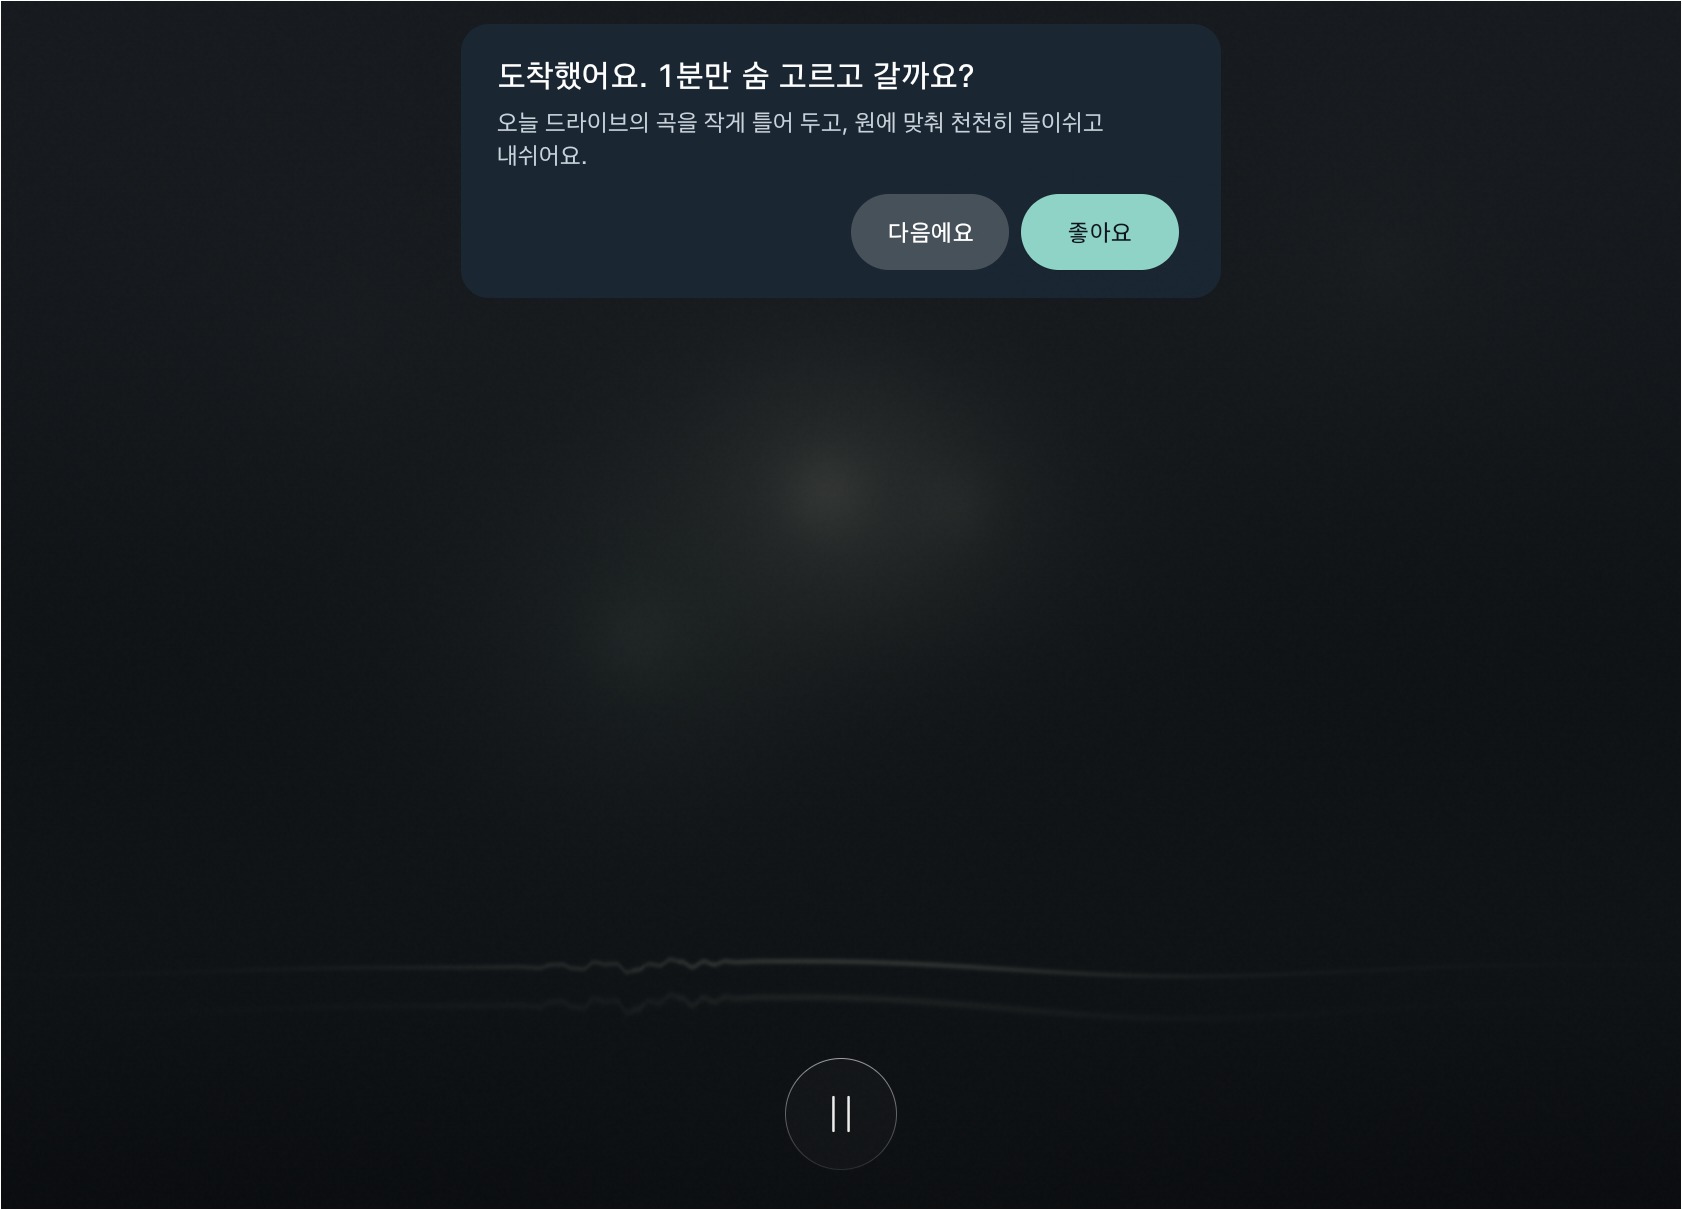 도착했어요. 1분만 숨 고르고 갈까요?
오늘 드라이브의 곡을 작게 틀어 두고, 원에 맞춰 천천히 들이쉬고
내쉬어요.
다음에요 좋아요